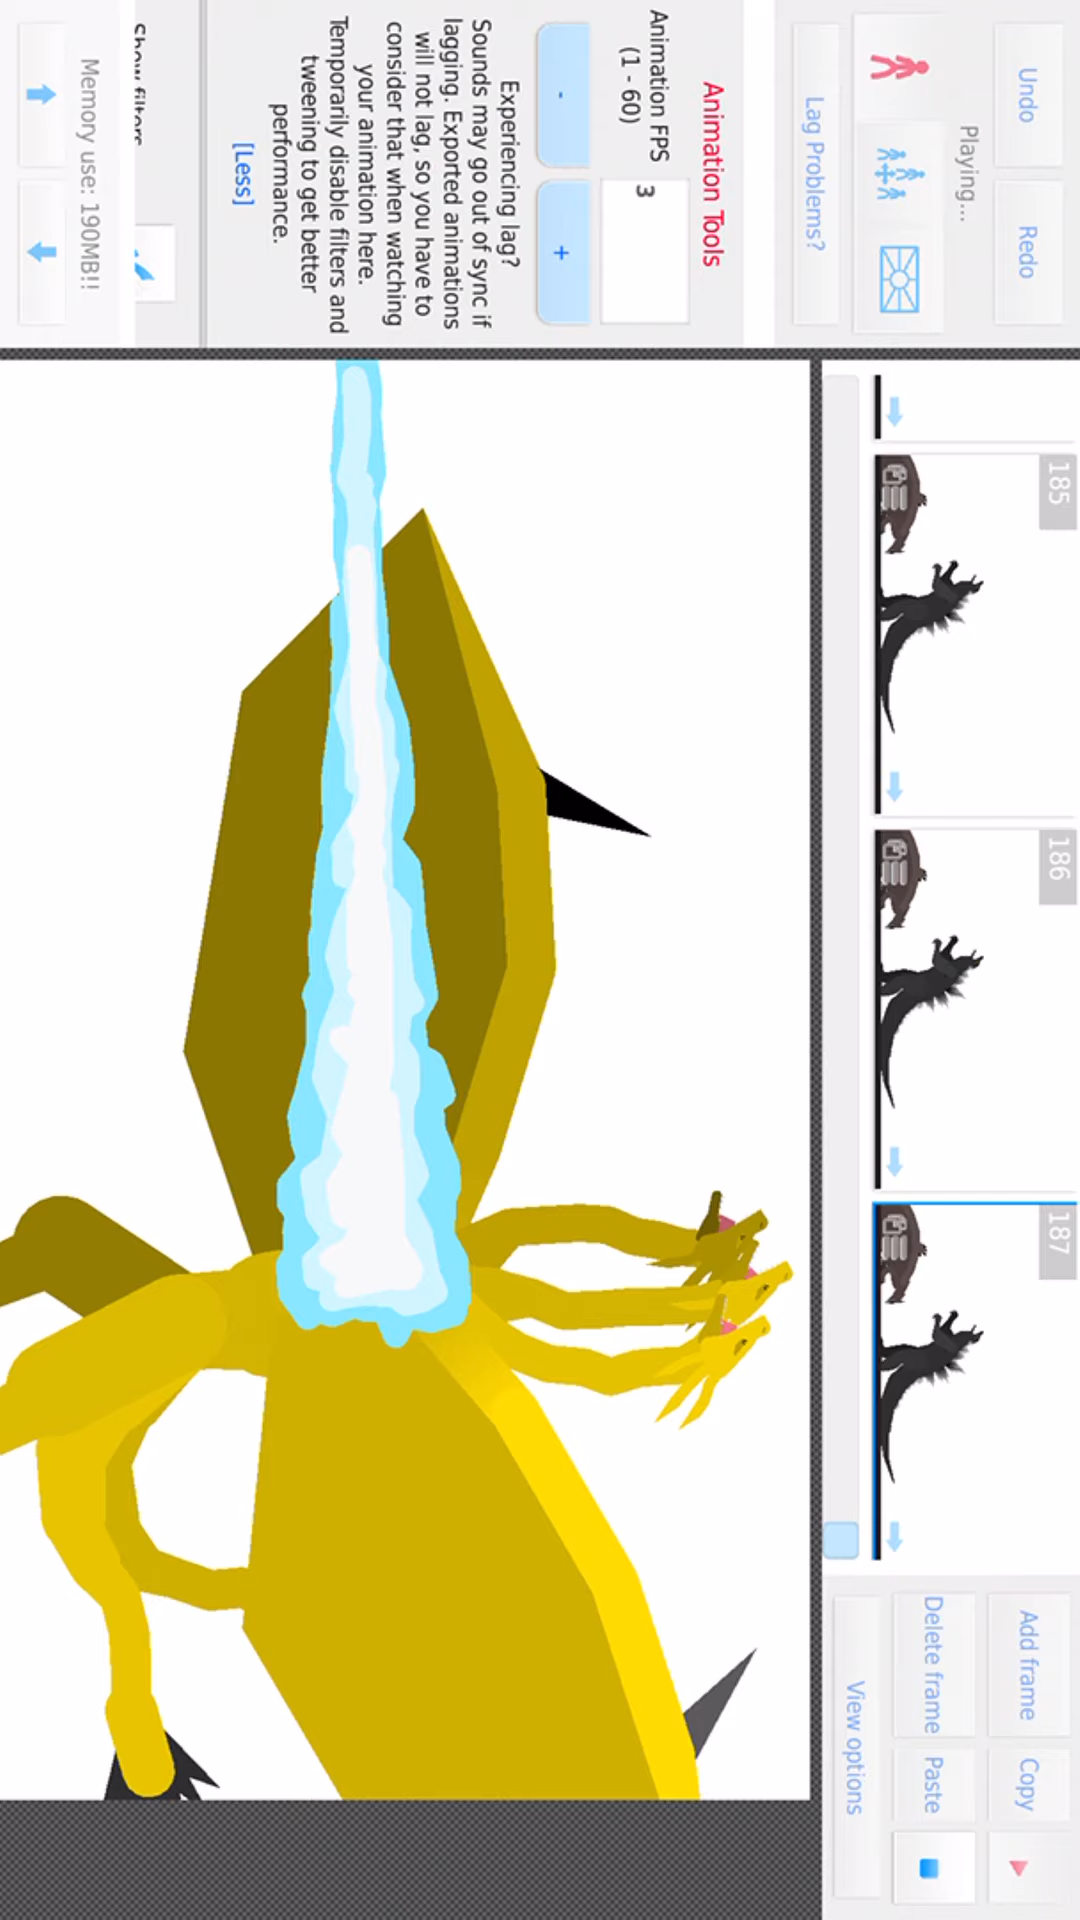 Undo
Redo
Playing...
Lag Problems?
Animation Tools
Animation FPS
(1 - 60)
3
-
+
Experiencing lag?
Sounds may go out of sync if
lagging. Exported animations
will not lag, so you have to
consider that when watching
your animation here.
Temporarily disable filters and
tweening to get better
performance.
[Less]
Show filters
Memory use: 190MB!!
185
186
187
Add frame
Copy
Delete frame
Paste
View options